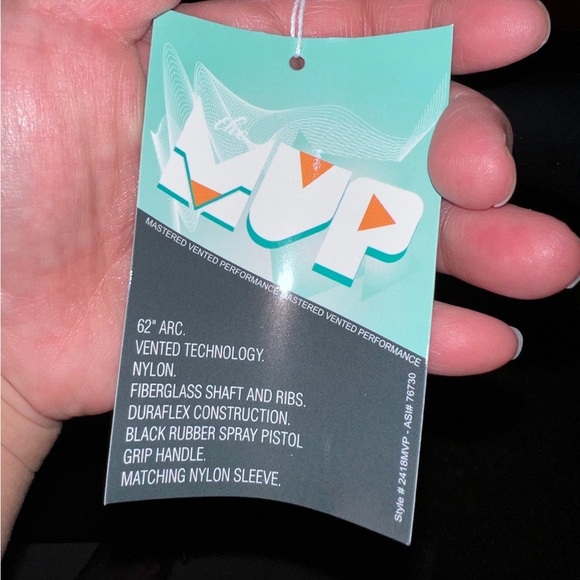 the
MVP
MASTERED VENTED PERFORMANCE MASTERED VENTED PERFORMANCE
62" ARC.
VENTED TECHNOLOGY.
NYLON.
FIBERGLASS SHAFT AND RIBS.
DURAFLEX CONSTRUCTION.
BLACK RUBBER SPRAY PISTOL
GRIP HANDLE.
MATCHING NYLON SLEEVE.
Style # 2418MVP - ASI# 76730